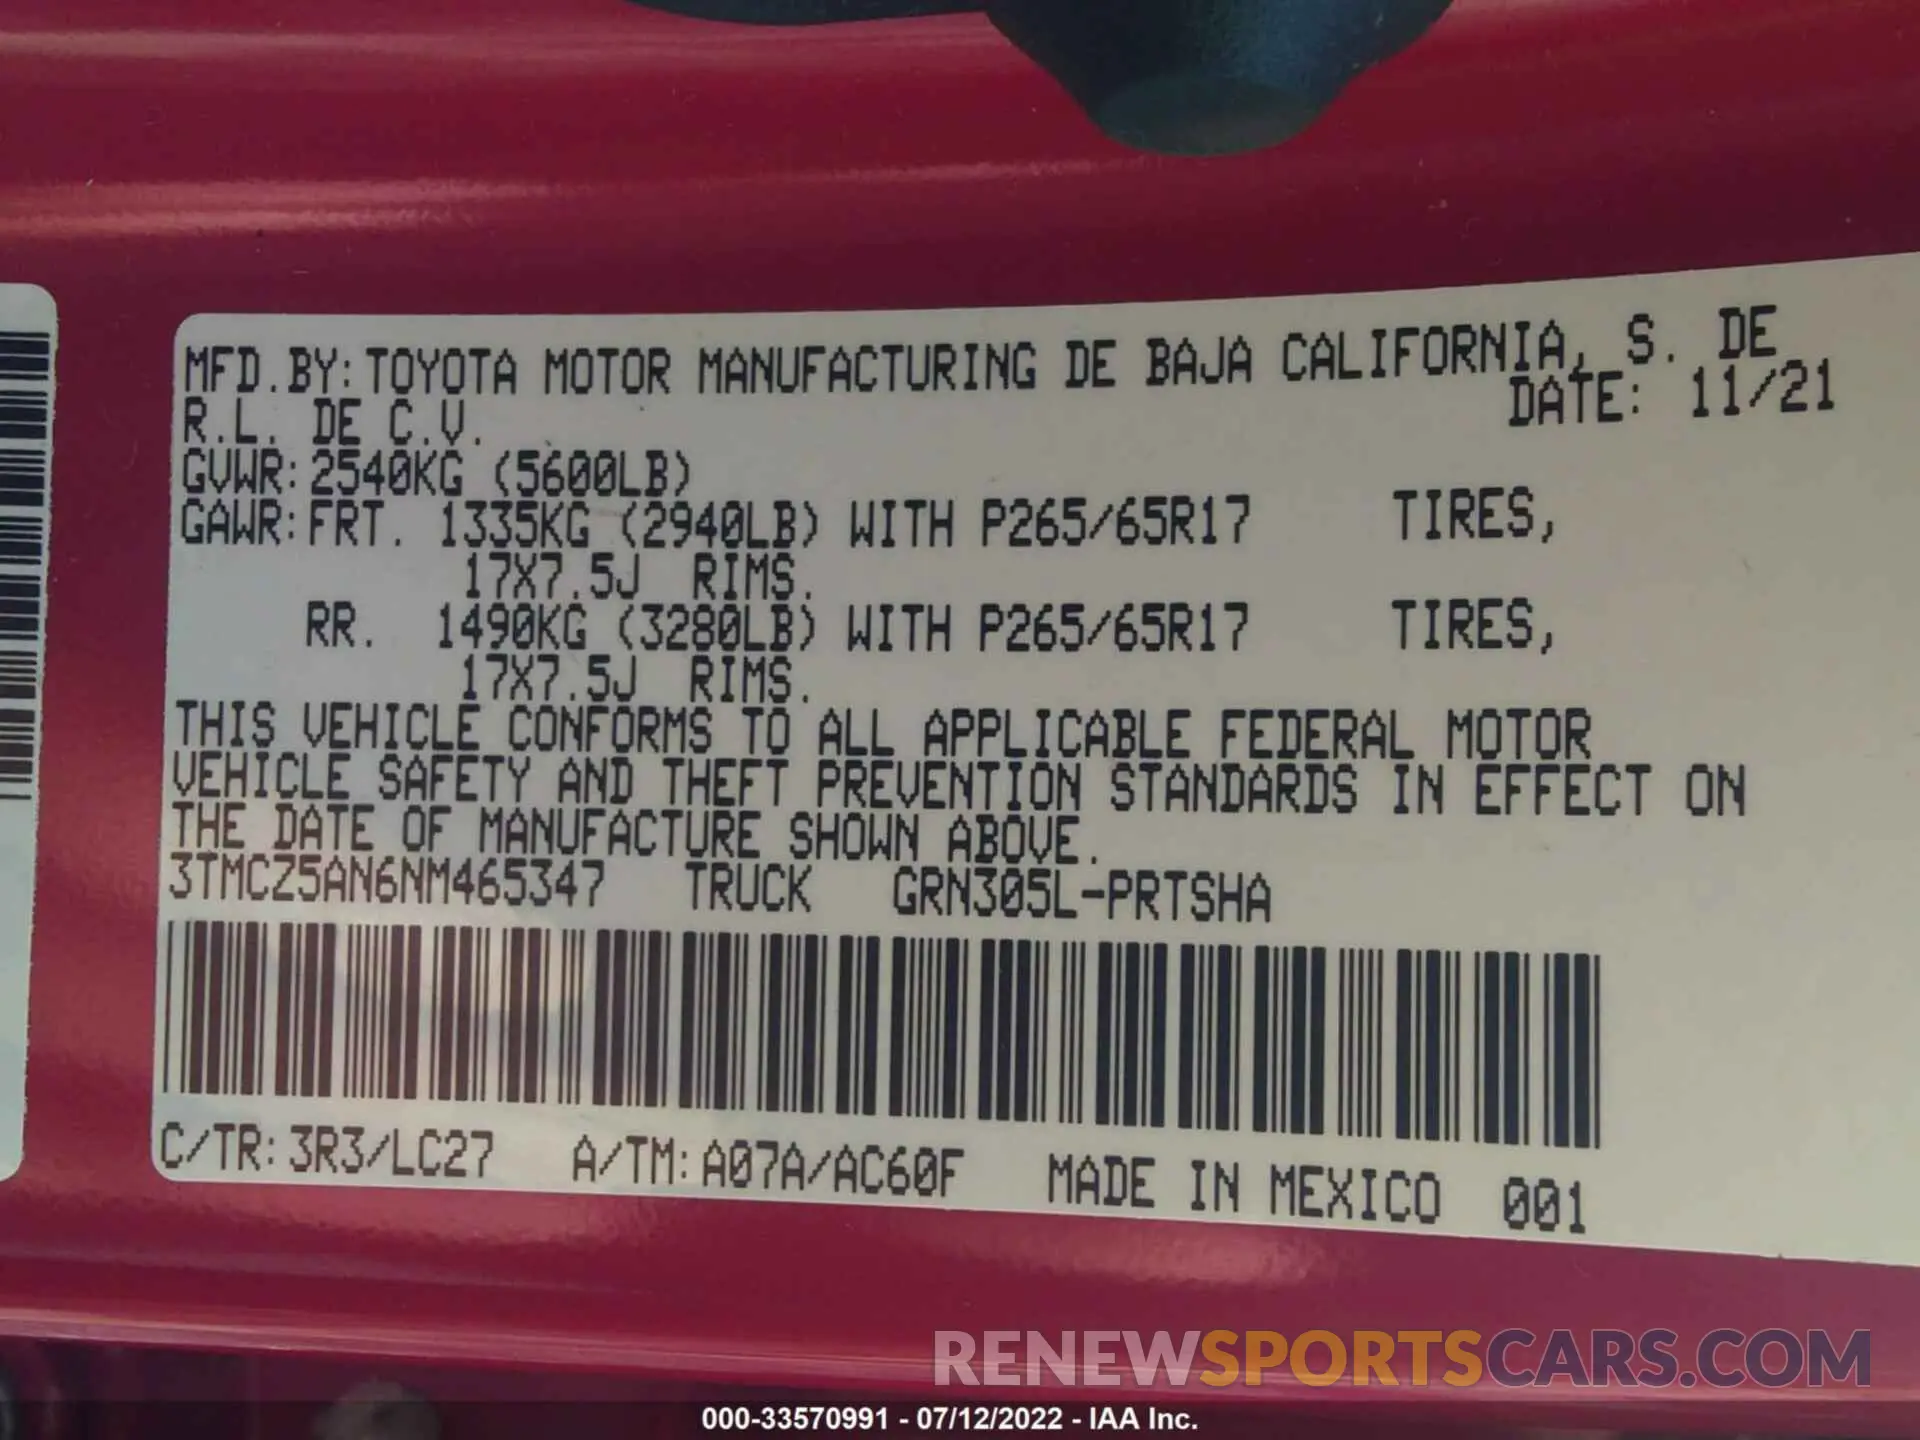 MFD.BY:TOYOTA MOTOR MANUFACTURING DE BAJA CALIFORNIA, S. DE
R.L. DE C.V. DATE: 11/21
GVWR:2540KG (5600LB)
GAWR:FRT. 1335KG (2940LB) WITH P265/65R17 TIRES,
17X7.5J RIMS.
RR. 1490KG (3280LB) WITH P265/65R17 TIRES,
17X7.5J RIMS.
THIS VEHICLE CONFORMS TO ALL APPLICABLE FEDERAL MOTOR
VEHICLE SAFETY AND THEFT PREVENTION STANDARDS IN EFFECT ON
THE DATE OF MANUFACTURE SHOWN ABOVE.
3TMCZ5AN6NM465347 TRUCK GRN305L-PRTSHA
C/TR:3R3/LC27 A/TM:A07A/AC60F MADE IN MEXICO 001
RENEWSPORTSCARS.COM
000-33570991 - 07/12/2022 - IAA Inc.